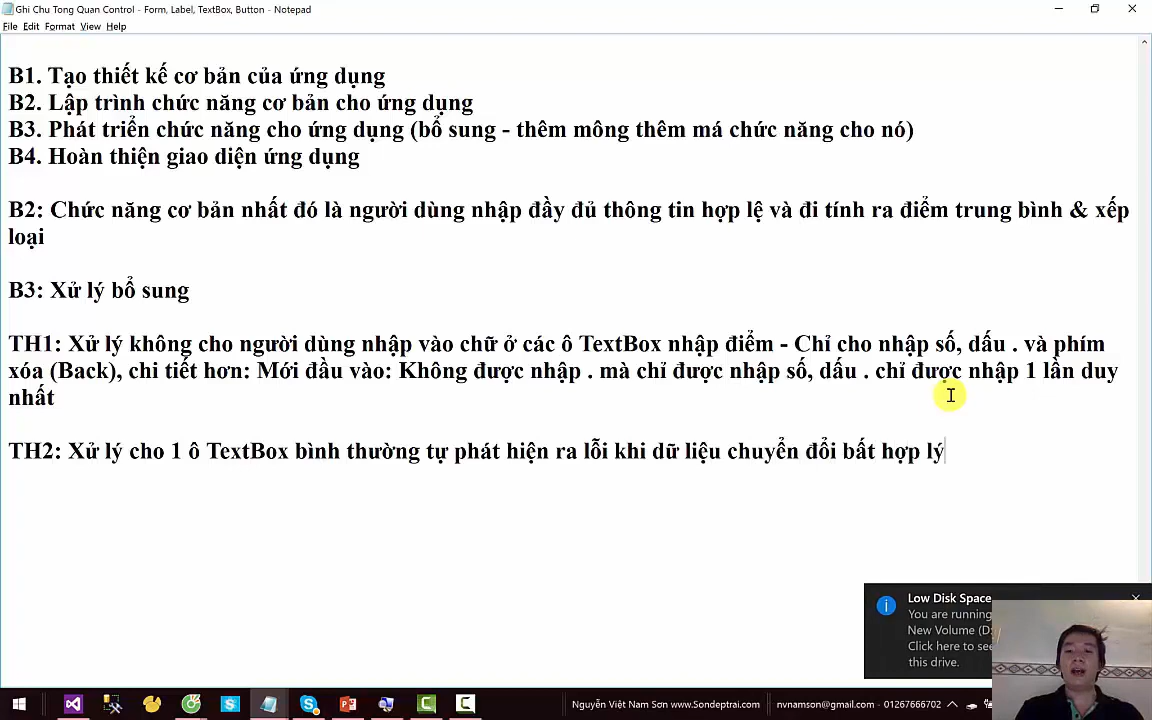 Ghi Chu Tong Quan Control - Form, Label, TextBox, Button - Notepad
File Edit Format View Help
B1. Tạo thiết kế cơ bản của ứng dụng
B2. Lập trình chức năng cơ bản cho ứng dụng
B3. Phát triển chức năng cho ứng dụng (bổ sung - thêm mông thêm má chức năng cho nó)
B4. Hoàn thiện giao diện ứng dụng
B2: Chức năng cơ bản nhất đó là người dùng nhập đầy đủ thông tin hợp lệ và đi tính ra điểm trung bình & xếp
loại
B3: Xử lý bổ sung
TH1: Xử lý không cho người dùng nhập vào chữ ở các ô TextBox nhập điểm - Chỉ cho nhập số, dấu . và phím
xóa (Back), chi tiết hơn: Mới đầu vào: Không được nhập . mà chỉ được nhập số, dấu . chỉ được nhập 1 lần duy
nhất
TH2: Xử lý cho 1 ô TextBox bình thường tự phát hiện ra lỗi khi dữ liệu chuyển đổi bất hợp lý
Low Disk Space
You are running
New Volume (D:
Click here to see
this drive.
Nguyễn Việt Nam Sơn www.Sondeptrai.com nvnamson@gmail.com - 01267666702